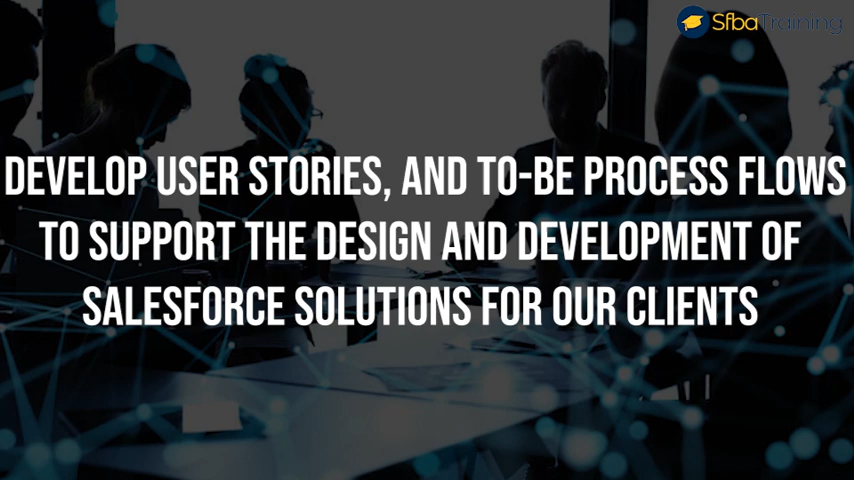 SfbaTraining
DEVELOP USER STORIES, AND TO-BE PROCESS FLOWS
TO SUPPORT THE DESIGN AND DEVELOPMENT OF
SALESFORCE SOLUTIONS FOR OUR CLIENTS